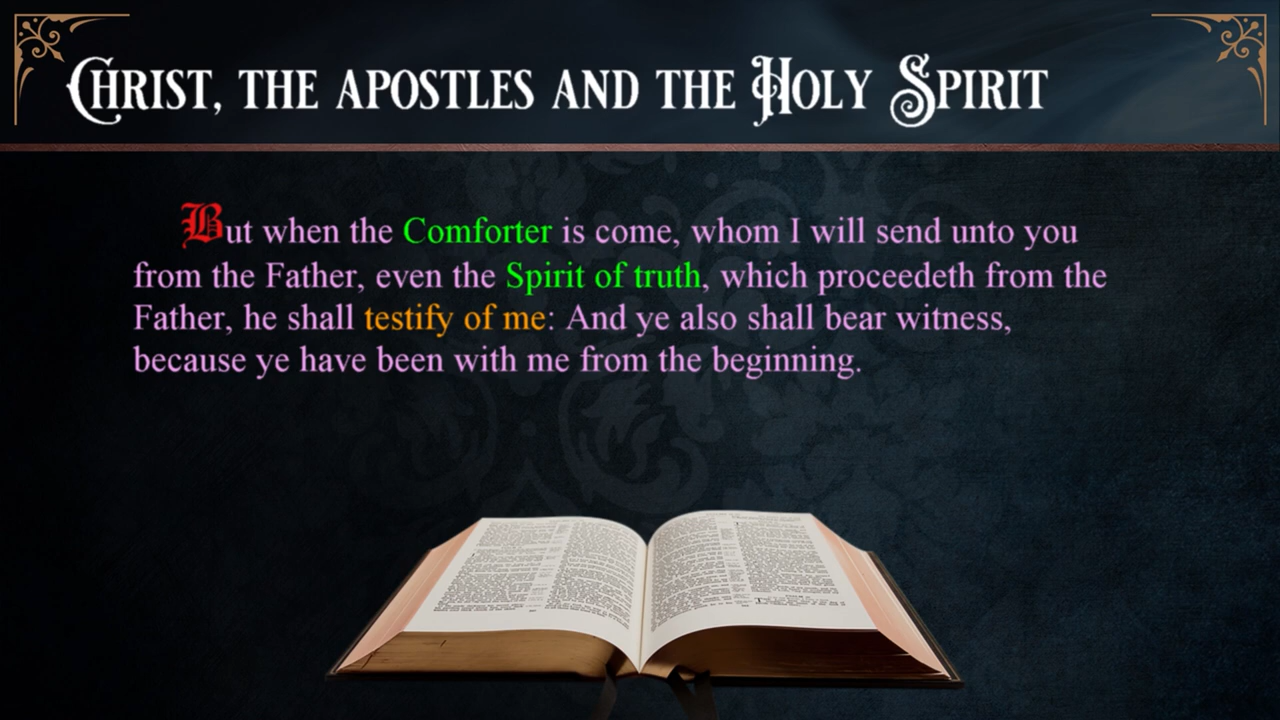 Christ, the apostles and the Holy Spirit
But when the Comforter is come, whom I will send unto you
from the Father, even the Spirit of truth, which proceedeth from the
Father, he shall testify of me: And ye also shall bear witness,
because ye have been with me from the beginning.